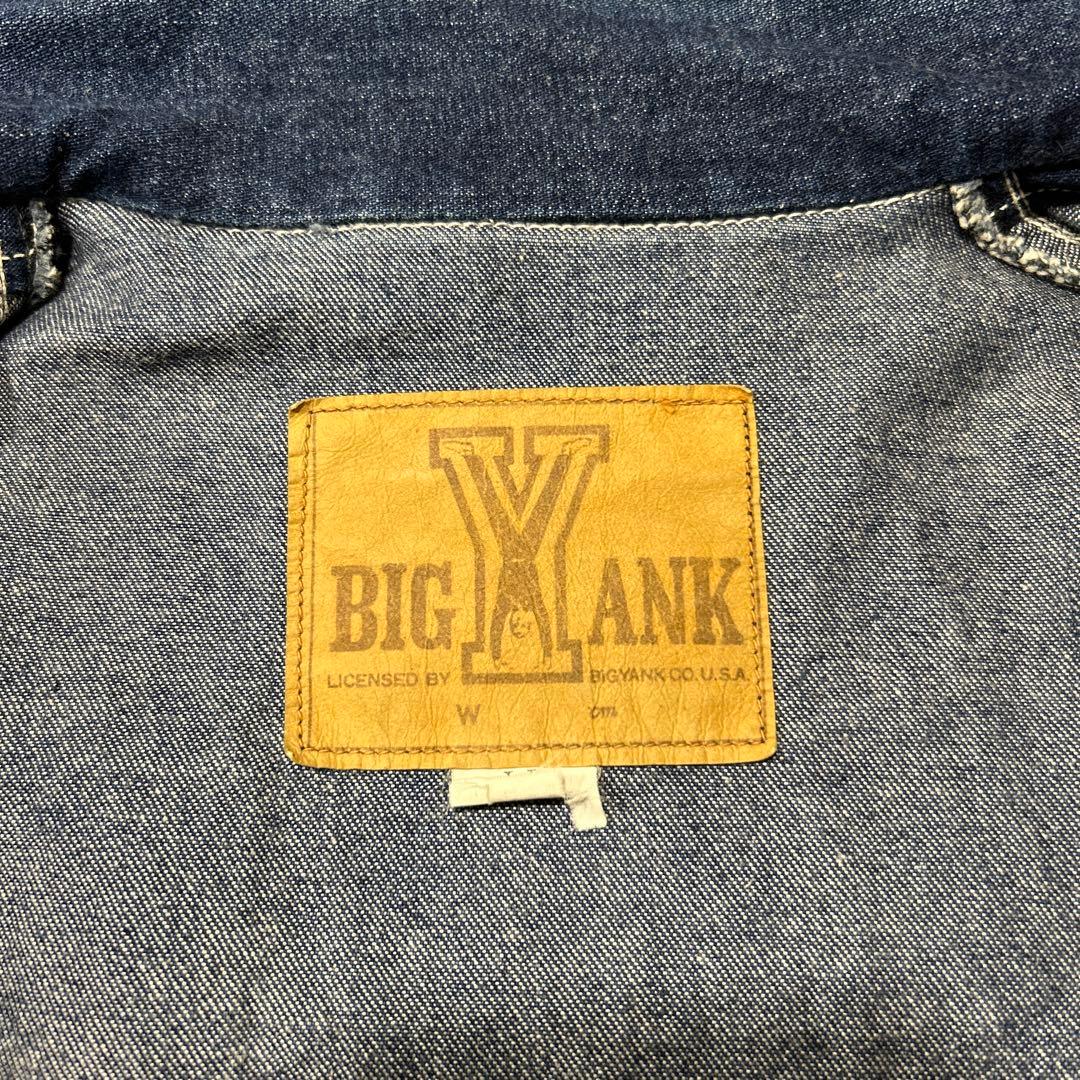 BIG YANK
LICENSED BY BIGYANK CO. U.S.A.
W cm